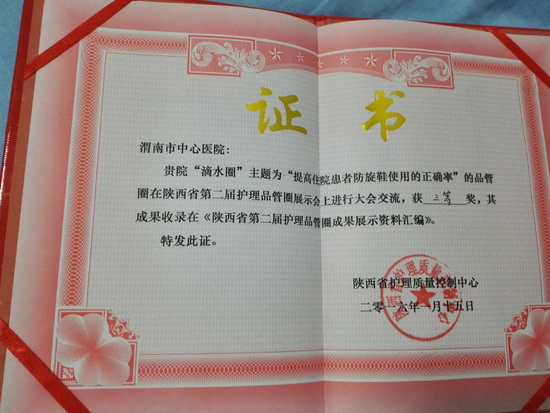 证书
渭南市中心医院:
贵院“滴水圈”主题为“提高住院患者防旋鞋使用的正确率”的品管
圈在陕西省第二届护理品管圈展示会上进行大会交流,获 三等 奖,其
成果收录在《陕西省第二届护理品管圈成果展示资料汇编》。
特发此证。
陕西省护理质量控制中心
二零一六年一月十五日